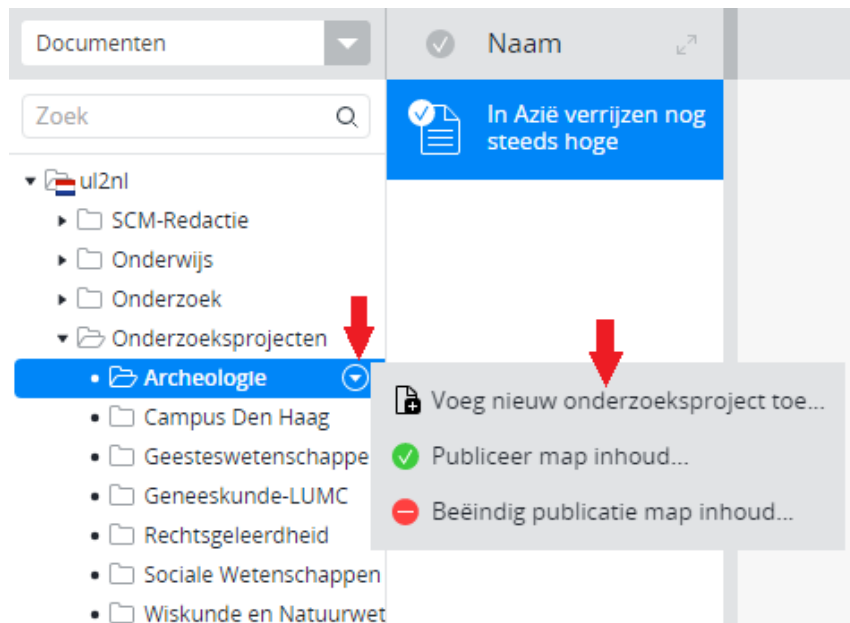 Documenten
Naam
Zoek
In Azië verrijzen nog
steeds hoge
ul2nl
SCM-Redactie
Onderwijs
Onderzoek
Onderzoeksprojecten
Archeologie
Voeg nieuw onderzoeksproject toe...
Campus Den Haag
Geesteswetenschappe
Publiceer map inhoud...
Geneeskunde-LUMC
Beëindig publicatie map inhoud...
Rechtsgeleerdheid
Sociale Wetenschappen
Wiskunde en Natuurwet